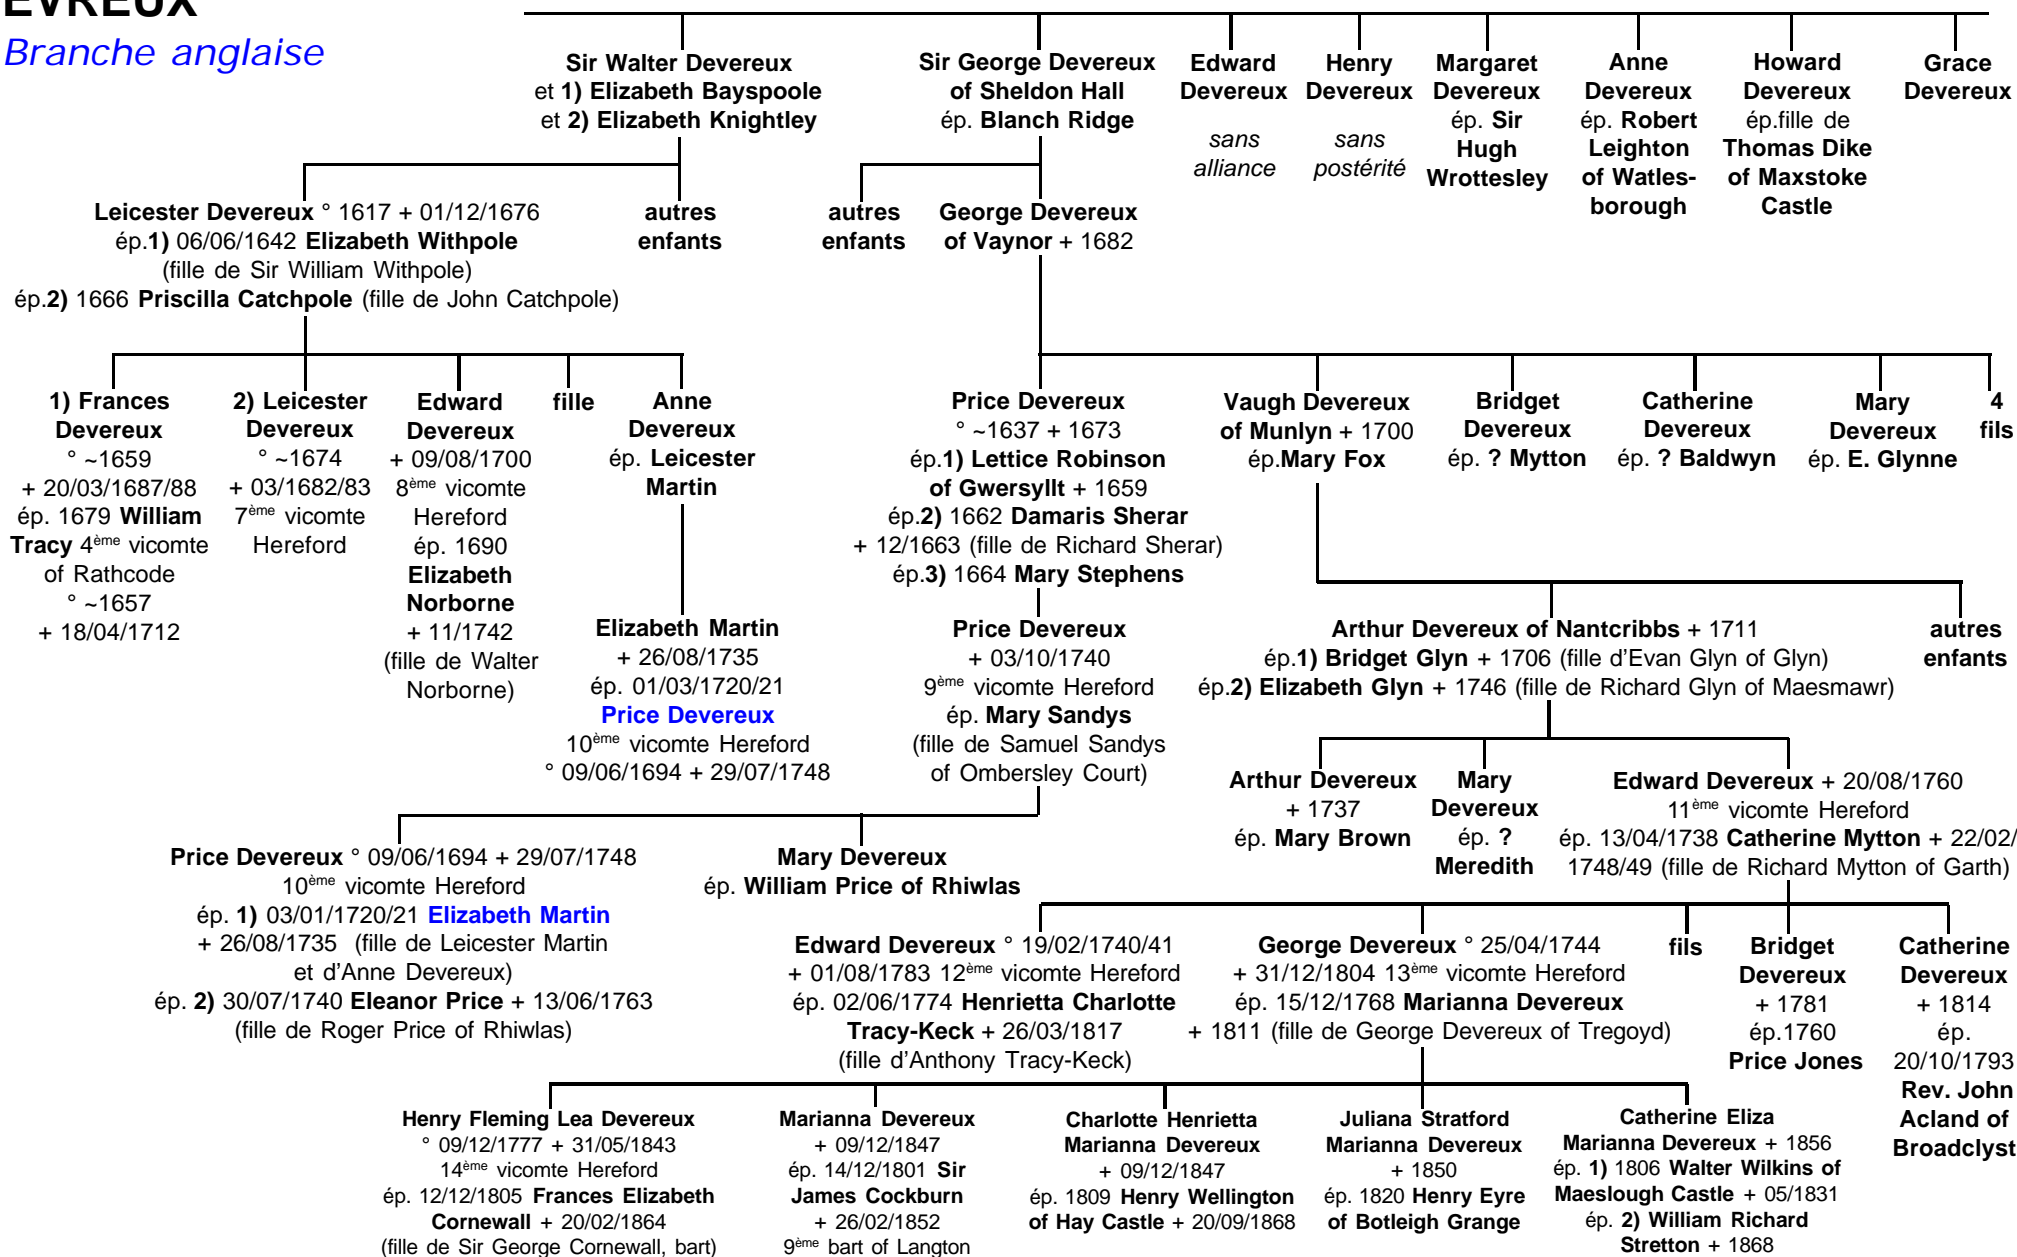 EVREUX
Branche anglaise
Sir Walter Devereux
et 1) Elizabeth Bayspoole
et 2) Elizabeth Knightley
Sir George Devereux
of Sheldon Hall
ép. Blanch Ridge
Edward
Devereux
sans
alliance
Henry
Devereux
sans
postérité
Margaret
Devereux
ép. Sir
Hugh
Wrottesley
Anne
Devereux
ép. Robert
Leighton
of Watles-
borough
Howard
Devereux
ép.fille de
Thomas Dike
of Maxstoke
Castle
Grace
Devereux
Leicester Devereux ° 1617 + 01/12/1676
ép.1) 06/06/1642 Elizabeth Withpole
(fille de Sir William Withpole)
ép.2) 1666 Priscilla Catchpole (fille de John Catchpole)
autres
enfants
autres
enfants
George Devereux
of Vaynor + 1682
1) Frances
Devereux
° ~1659
+ 20/03/1687/88
ép. 1679 William
Tracy 4ème vicomte
of Rathcode
° ~1657
+ 18/04/1712
2) Leicester
Devereux
° ~1674
+ 03/1682/83
7ème vicomte
Hereford
Edward
Devereux
+ 09/08/1700
8ème vicomte
Hereford
ép. 1690
Elizabeth
Norborne
+ 11/1742
(fille de Walter
Norborne)
fille
Anne
Devereux
ép. Leicester
Martin
Price Devereux
° ~1637 + 1673
ép.1) Lettice Robinson
of Gwersyllt + 1659
ép.2) 1662 Damaris Sherar
+ 12/1663 (fille de Richard Sherar)
ép.3) 1664 Mary Stephens
Vaugh Devereux
of Munlyn + 1700
ép.Mary Fox
Bridget
Devereux
ép. ? Mytton
Catherine
Devereux
ép. ? Baldwyn
Mary
Devereux
ép. E. Glynne
4
fils
Elizabeth Martin
+ 26/08/1735
ép. 01/03/1720/21
Price Devereux
10ème vicomte Hereford
° 09/06/1694 + 29/07/1748
Price Devereux
+ 03/10/1740
9ème vicomte Hereford
ép. Mary Sandys
(fille de Samuel Sandys
of Ombersley Court)
Arthur Devereux of Nantcribbs + 1711
ép.1) Bridget Glyn + 1706 (fille d'Evan Glyn of Glyn)
ép.2) Elizabeth Glyn + 1746 (fille de Richard Glyn of Maesmawr)
autres
enfants
Arthur Devereux
+ 1737
ép. Mary Brown
Mary
Devereux
ép. ?
Meredith
Edward Devereux + 20/08/1760
11ème vicomte Hereford
ép. 13/04/1738 Catherine Mytton + 22/02/
1748/49 (fille de Richard Mytton of Garth)
Price Devereux ° 09/06/1694 + 29/07/1748
10ème vicomte Hereford
ép. 1) 03/01/1720/21 Elizabeth Martin
+ 26/08/1735 (fille de Leicester Martin
et d'Anne Devereux)
ép. 2) 30/07/1740 Eleanor Price + 13/06/1763
(fille de Roger Price of Rhiwlas)
Mary Devereux
ép. William Price of Rhiwlas
Edward Devereux ° 19/02/1740/41
+ 01/08/1783 12ème vicomte Hereford
ép. 02/06/1774 Henrietta Charlotte
Tracy-Keck + 26/03/1817
(fille d'Anthony Tracy-Keck)
George Devereux ° 25/04/1744
+ 31/12/1804 13ème vicomte Hereford
ép. 15/12/1768 Marianna Devereux
+ 1811 (fille de George Devereux of Tregoyd)
fils
Bridget
Devereux
+ 1781
ép.1760
Price Jones
Catherine
Devereux
+ 1814
ép.
20/10/1793
Rev. John
Acland of
Broadclyst
Henry Fleming Lea Devereux
° 09/12/1777 + 31/05/1843
14ème vicomte Hereford
ép. 12/12/1805 Frances Elizabeth
Cornewall + 20/02/1864
(fille de Sir George Cornewall, bart)
Marianna Devereux
+ 09/12/1847
ép. 14/12/1801 Sir
James Cockburn
+ 26/02/1852
9ème bart of Langton
Charlotte Henrietta
Marianna Devereux
+ 09/12/1847
ép. 1809 Henry Wellington
of Hay Castle + 20/09/1868
Juliana Stratford
Marianna Devereux
+ 1850
ép. 1820 Henry Eyre
of Botleigh Grange
Catherine Eliza
Marianna Devereux + 1856
ép. 1) 1806 Walter Wilkins of
Maeslough Castle + 05/1831
ép. 2) William Richard
Stretton + 1868